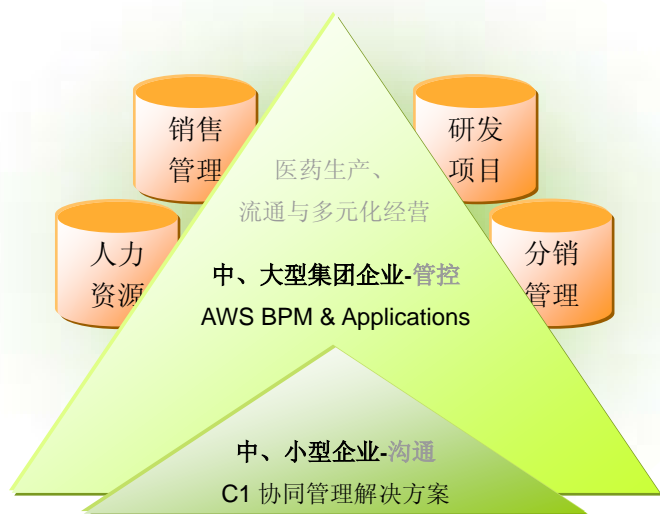 销售
管理
研发
项目
人力
资源
分销
管理
医药生产、
流通与多元化经营
中、大型集团企业-管控
AWS BPM & Applications
中、小型企业-沟通
C1 协同管理解决方案